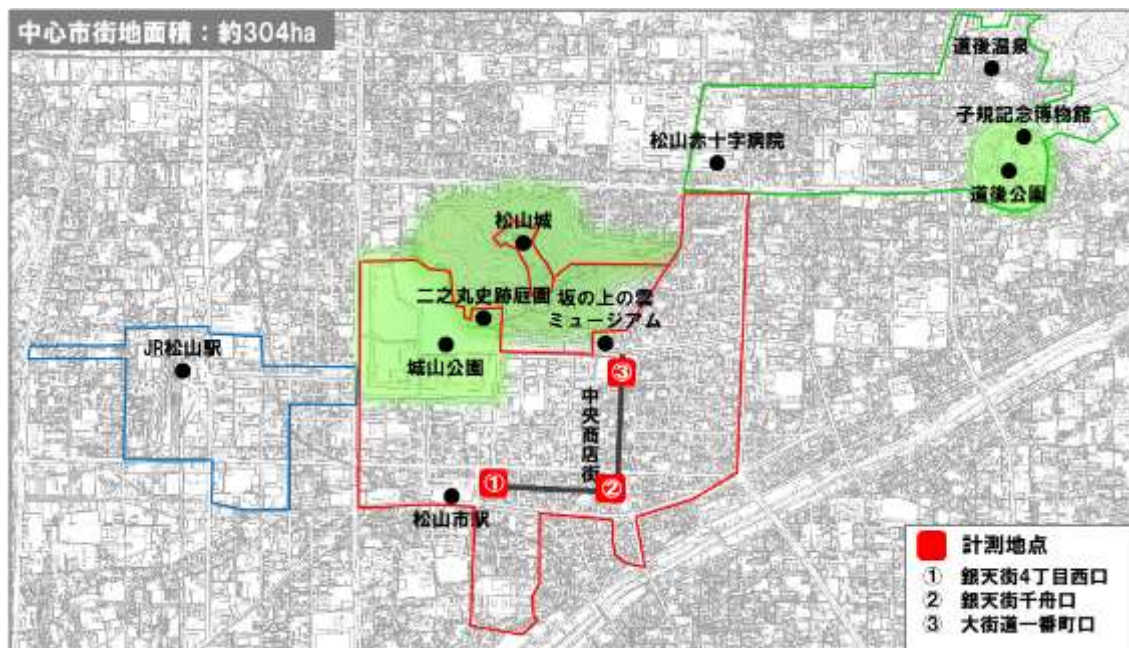 中心市街地面積：約304ha
道後温泉
子規記念博物館
松山赤十字病院
道後公園
松山城
二之丸史跡庭園
坂の上の雲
ミュージアム
JR松山駅
城山公園
③
中央商店街
①
②
松山市駅
計測地点
① 銀天街4丁目西口
② 銀天街千舟口
③ 大街道一番町口